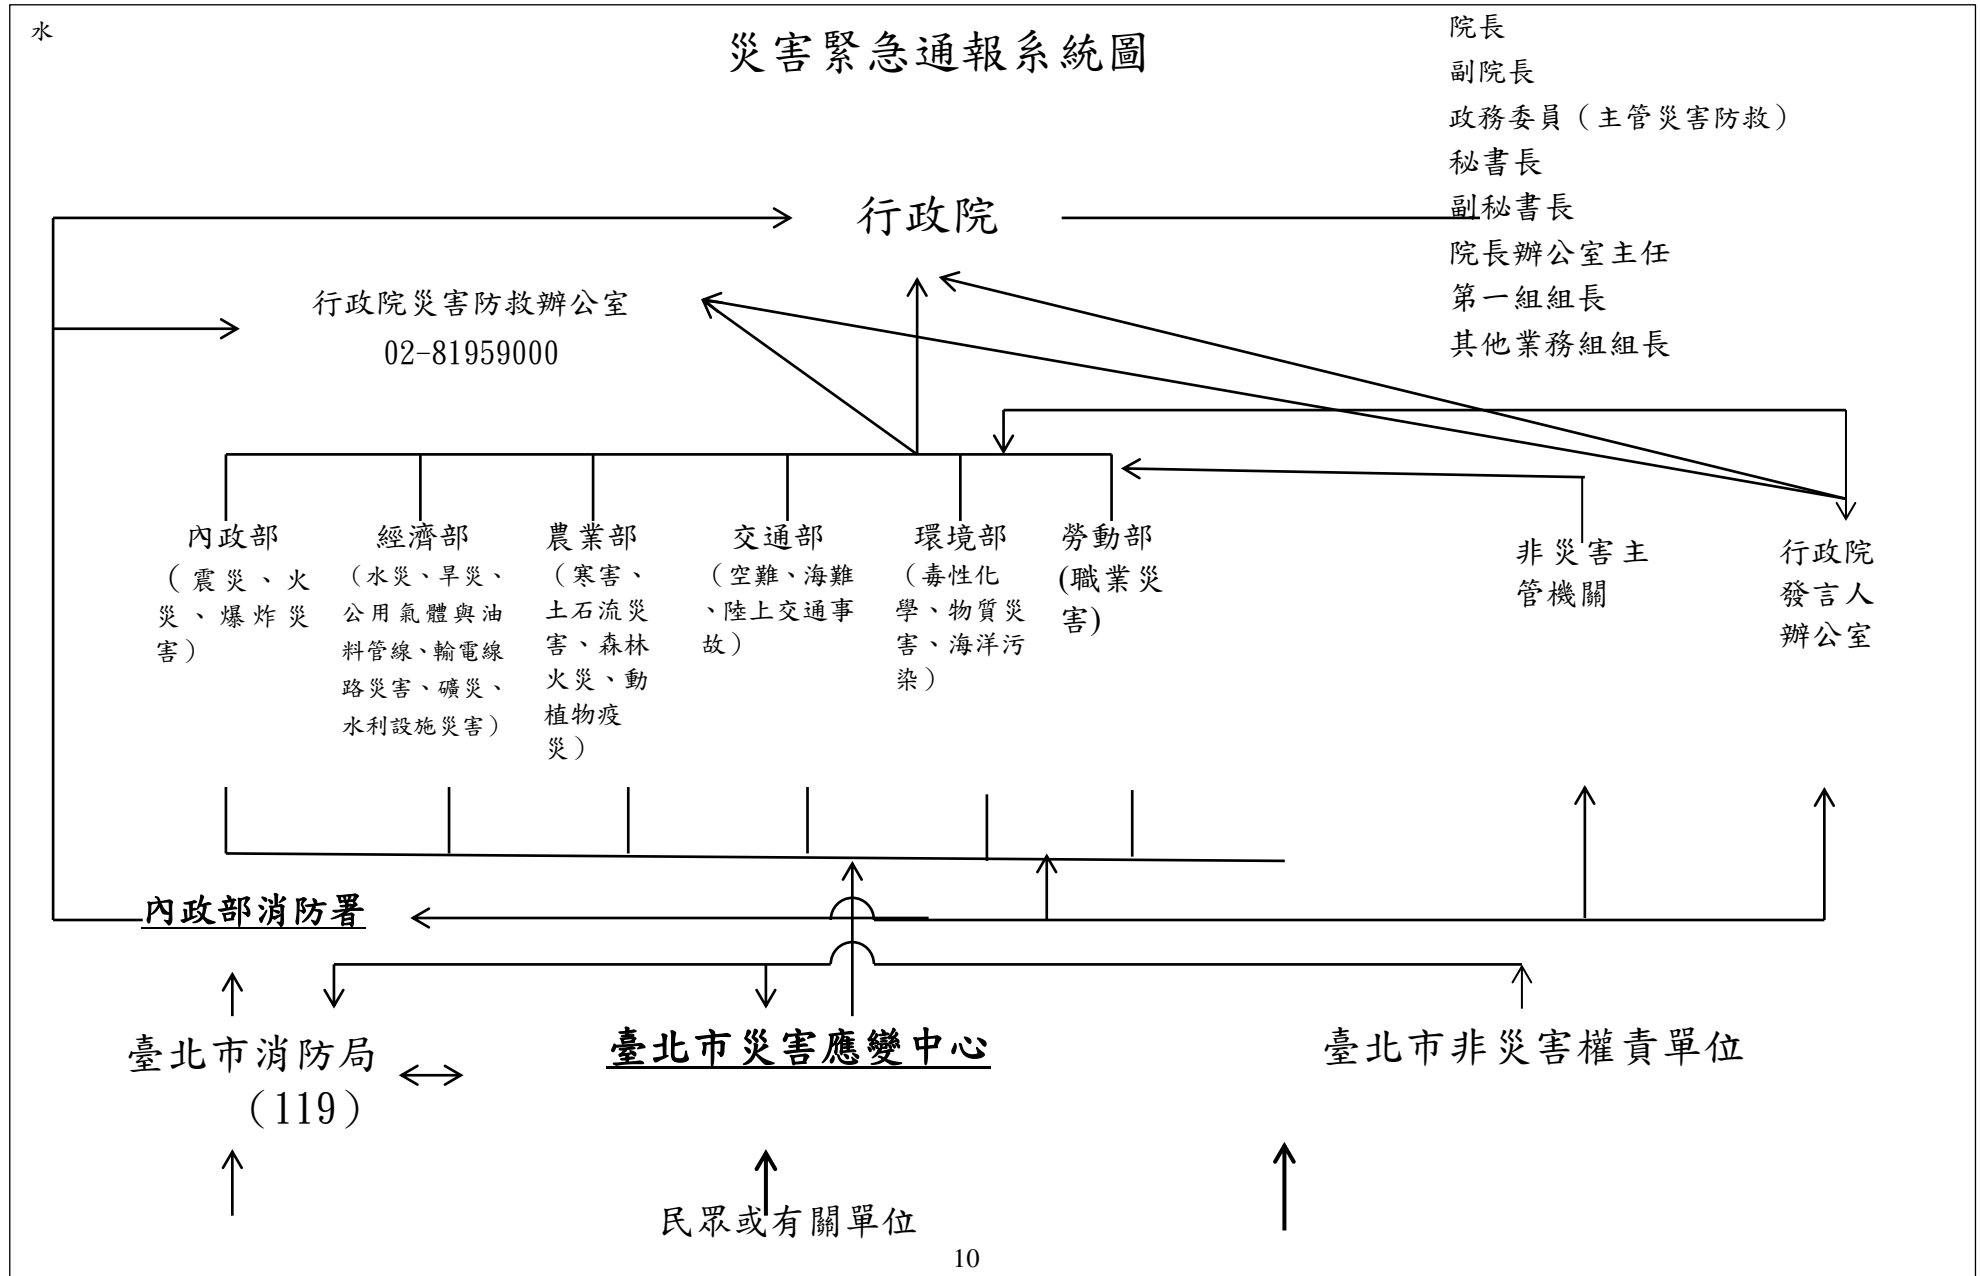 水
災害緊急通報系統圖
院長
副院長
政務委員（主管災害防救）
秘書長
副秘書長
院長辦公室主任
第一組組長
其他業務組組長
行政院
行政院災害防救辦公室
02-81959000
內政部
（震災、火
災、爆炸災
害）
經濟部
（水災、旱災、
公用氣體與油
料管線、輸電線
路災害、礦災、
水利設施災害）
農業部
（寒害、
土石流災
害、森林
火災、動
植物疫
災）
交通部
（空難、海難
、陸上交通事
故）
環境部
（毒性化
學、物質災
害、海洋污
染）
勞動部
(職業災
害)
非災害主
管機關
行政院
發言人
辦公室
內政部消防署
臺北市消防局
（119）
臺北市災害應變中心
臺北市非災害權責單位
民眾或有關單位
10